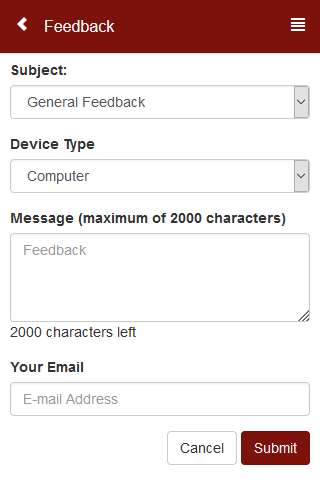 Feedback
Subject:
General Feedback
Device Type
Computer
Message (maximum of 2000 characters)
Feedback
2000 characters left
Your Email
E-mail Address
Cancel
Submit